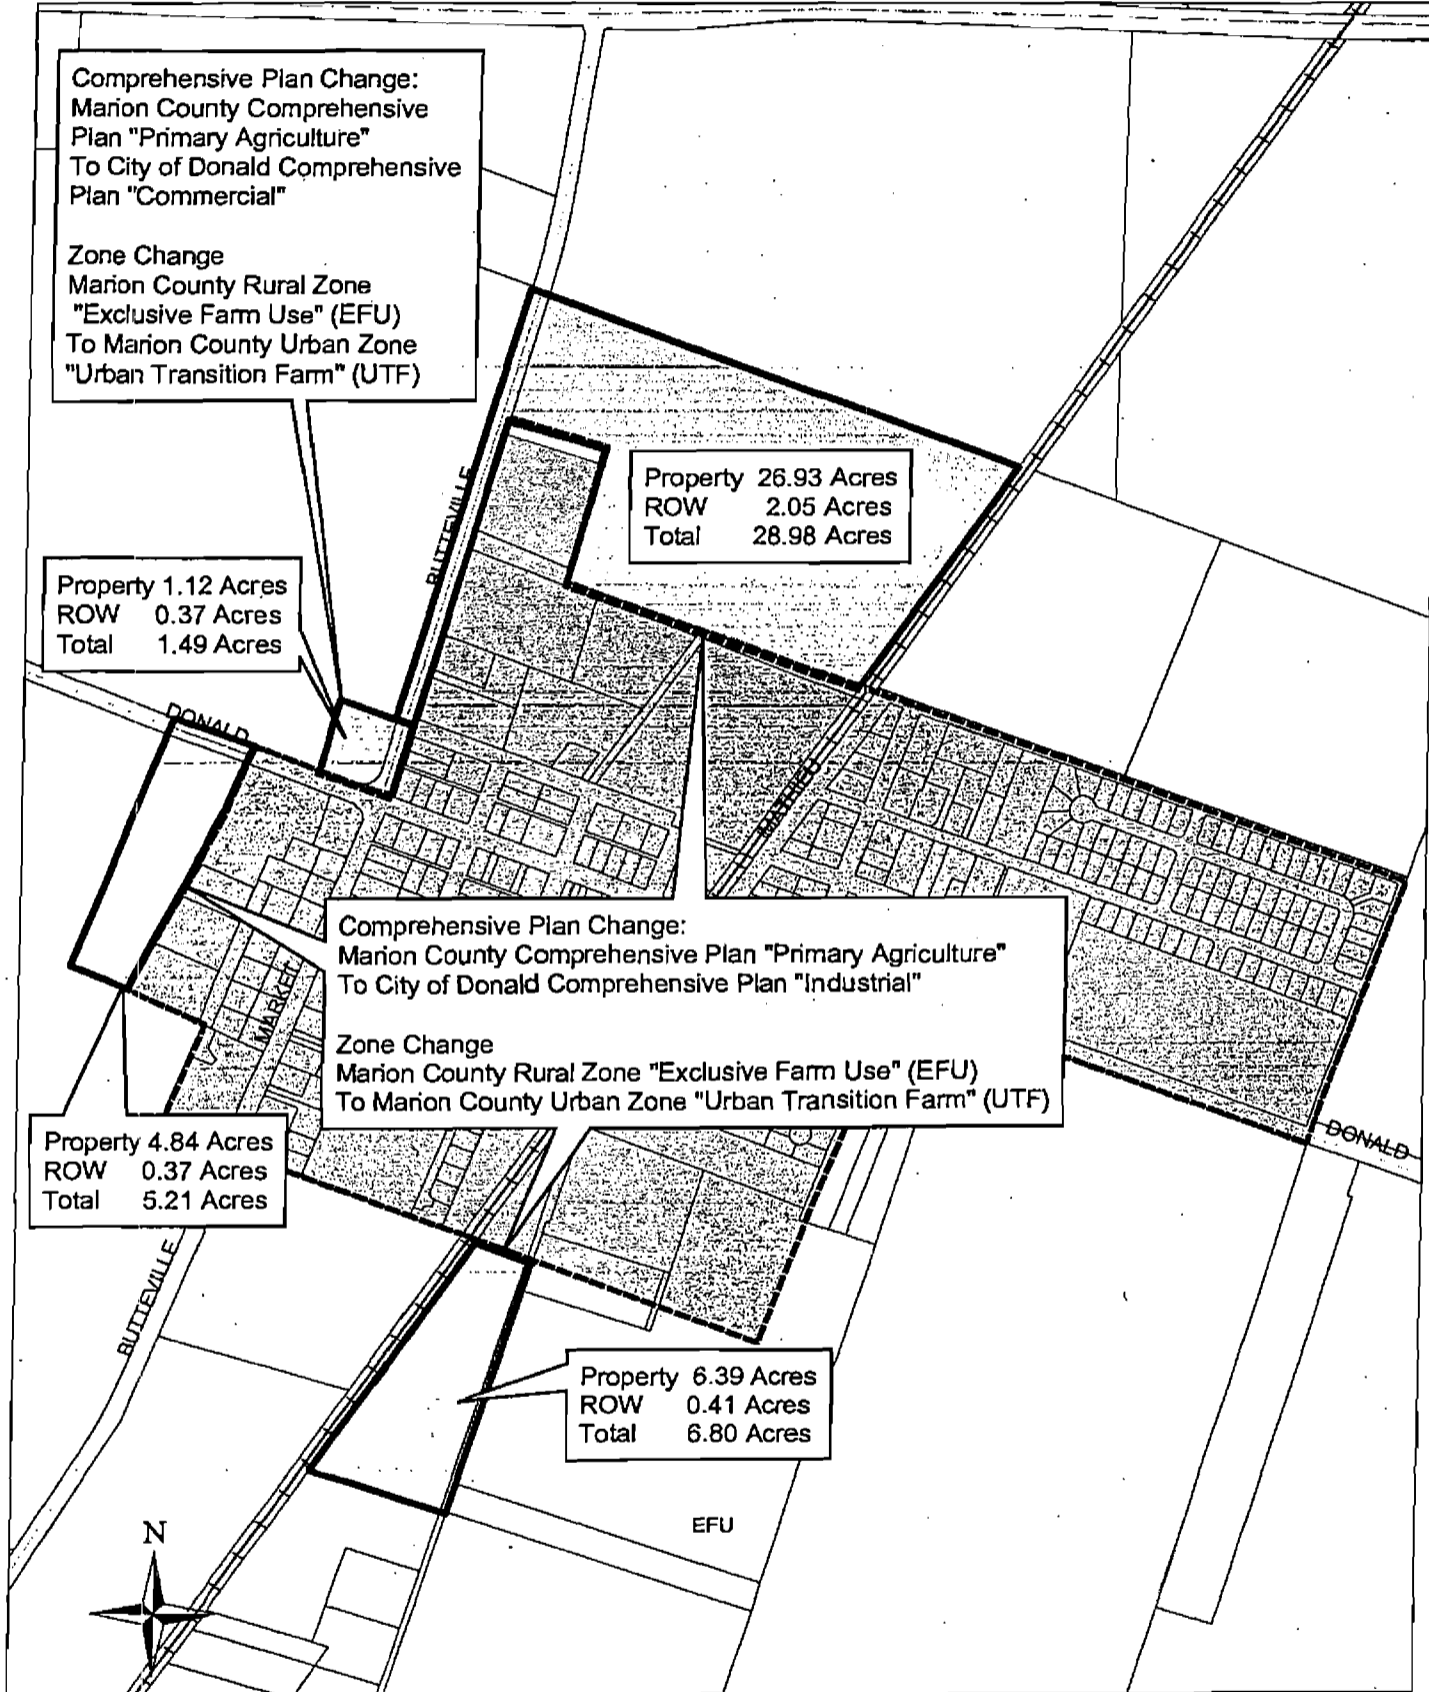 Comprehensive Plan Change:
Marion County Comprehensive
Plan "Primary Agriculture"
To City of Donald Comprehensive
Plan "Commercial"
Zone Change
Marion County Rural Zone
"Exclusive Farm Use" (EFU)
To Marion County Urban Zone
"Urban Transition Farm" (UTF)
BUTTEVILLE
Property 26.93 Acres
ROW 2.05 Acres
Total 28.98 Acres
Property 1.12 Acres
ROW 0.37 Acres
Total 1.49 Acres
DONALD
MATHIEU
Comprehensive Plan Change:
Marion County Comprehensive Plan "Primary Agriculture"
To City of Donald Comprehensive Plan "Industrial"
Zone Change
Marion County Rural Zone "Exclusive Farm Use" (EFU)
To Marion County Urban Zone "Urban Transition Farm" (UTF)
MARKET
DONALD
Property 4.84 Acres
ROW 0.37 Acres
Total 5.21 Acres
BUTTEVILLE
Property 6.39 Acres
ROW 0.41 Acres
Total 6.80 Acres
EFU
N